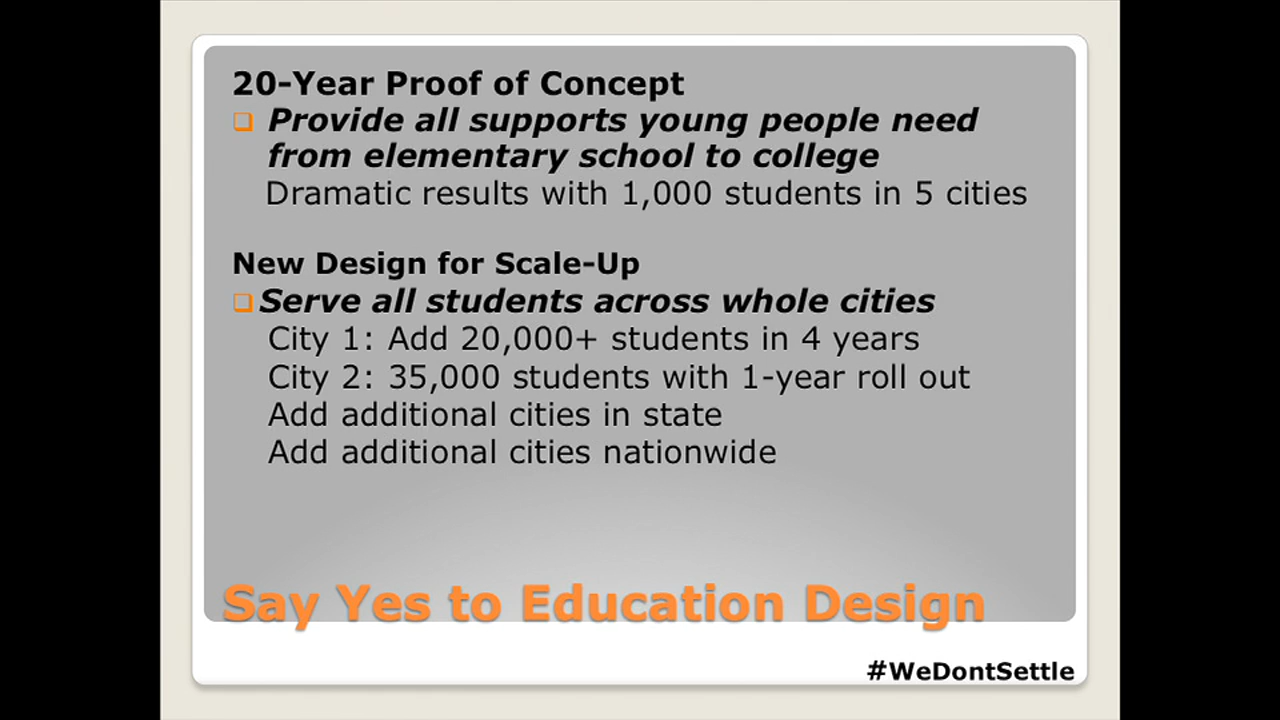 20-Year Proof of Concept
❑ Provide all supports young people need
from elementary school to college
Dramatic results with 1,000 students in 5 cities
New Design for Scale-Up
❑ Serve all students across whole cities
City 1: Add 20,000+ students in 4 years
City 2: 35,000 students with 1-year roll out
Add additional cities in state
Add additional cities nationwide
Say Yes to Education Design
#WeDontSettle